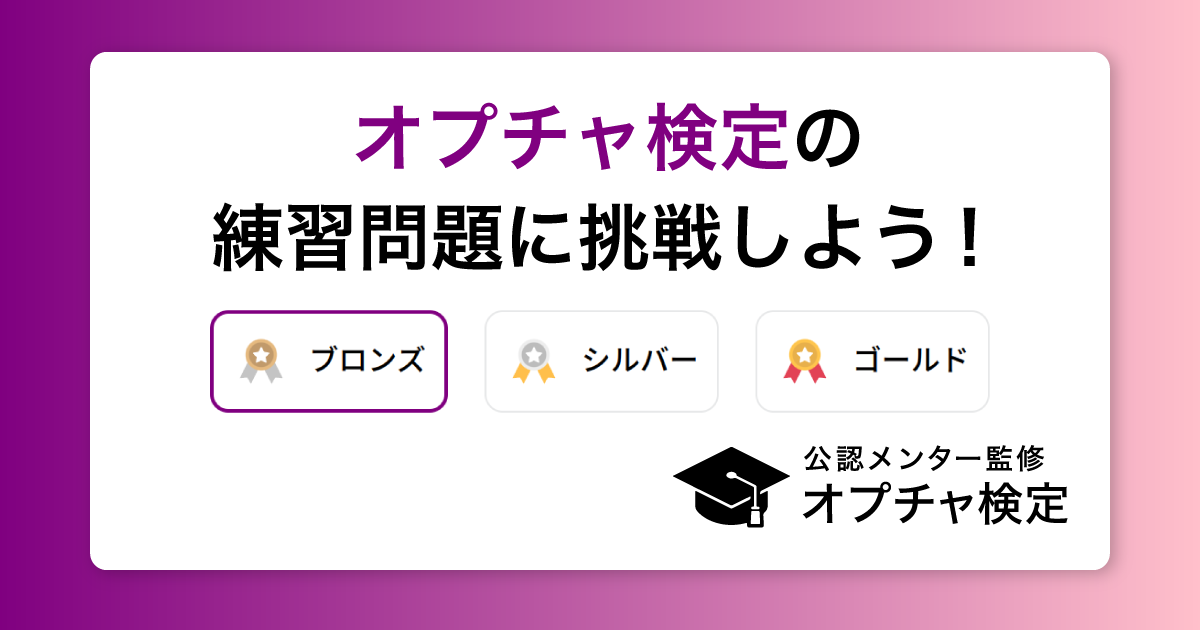 オプチャ検定の
練習問題に挑戦しよう!
ブロンズ
シルバー
ゴールド
公認メンター監修
オプチャ検定